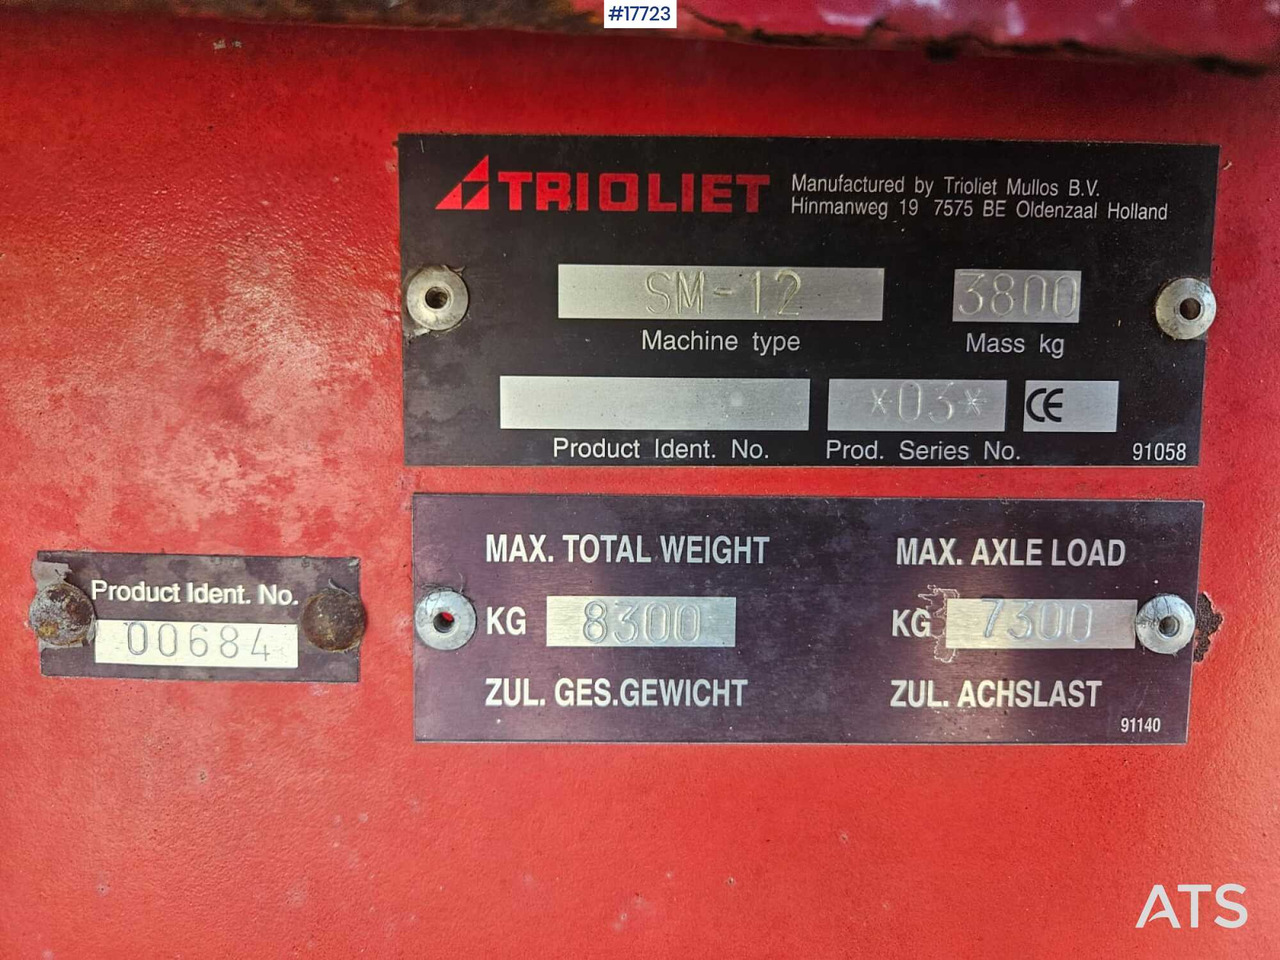 #17723
TRIOLIET
Manufactured by Trioliet Mullos B.V.
Hinmanweg 19 7575 BE Oldenzaal Holland
SM-12
3800
Machine type
Mass kg
*03*
CE
Product Ident. No.
Prod. Series No.
91058
MAX. TOTAL WEIGHT
MAX. AXLE LOAD
KG 8300
KG 7300
ZUL. GES.GEWICHT
ZUL. ACHSLAST
91140
Product Ident. No.
00684
ATS